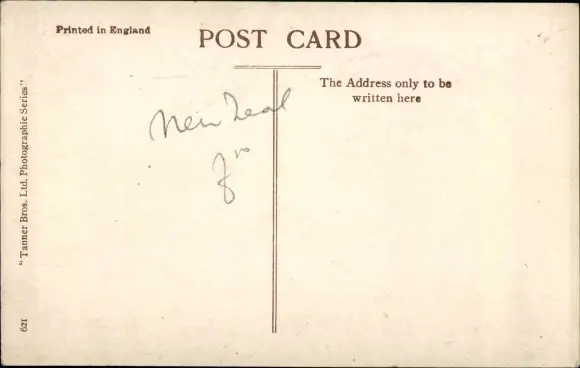 Printed in England
POST CARD
The Address only to be
written here
New Zeal
"Tanner Bros. Ltd. Photographic Series"
621